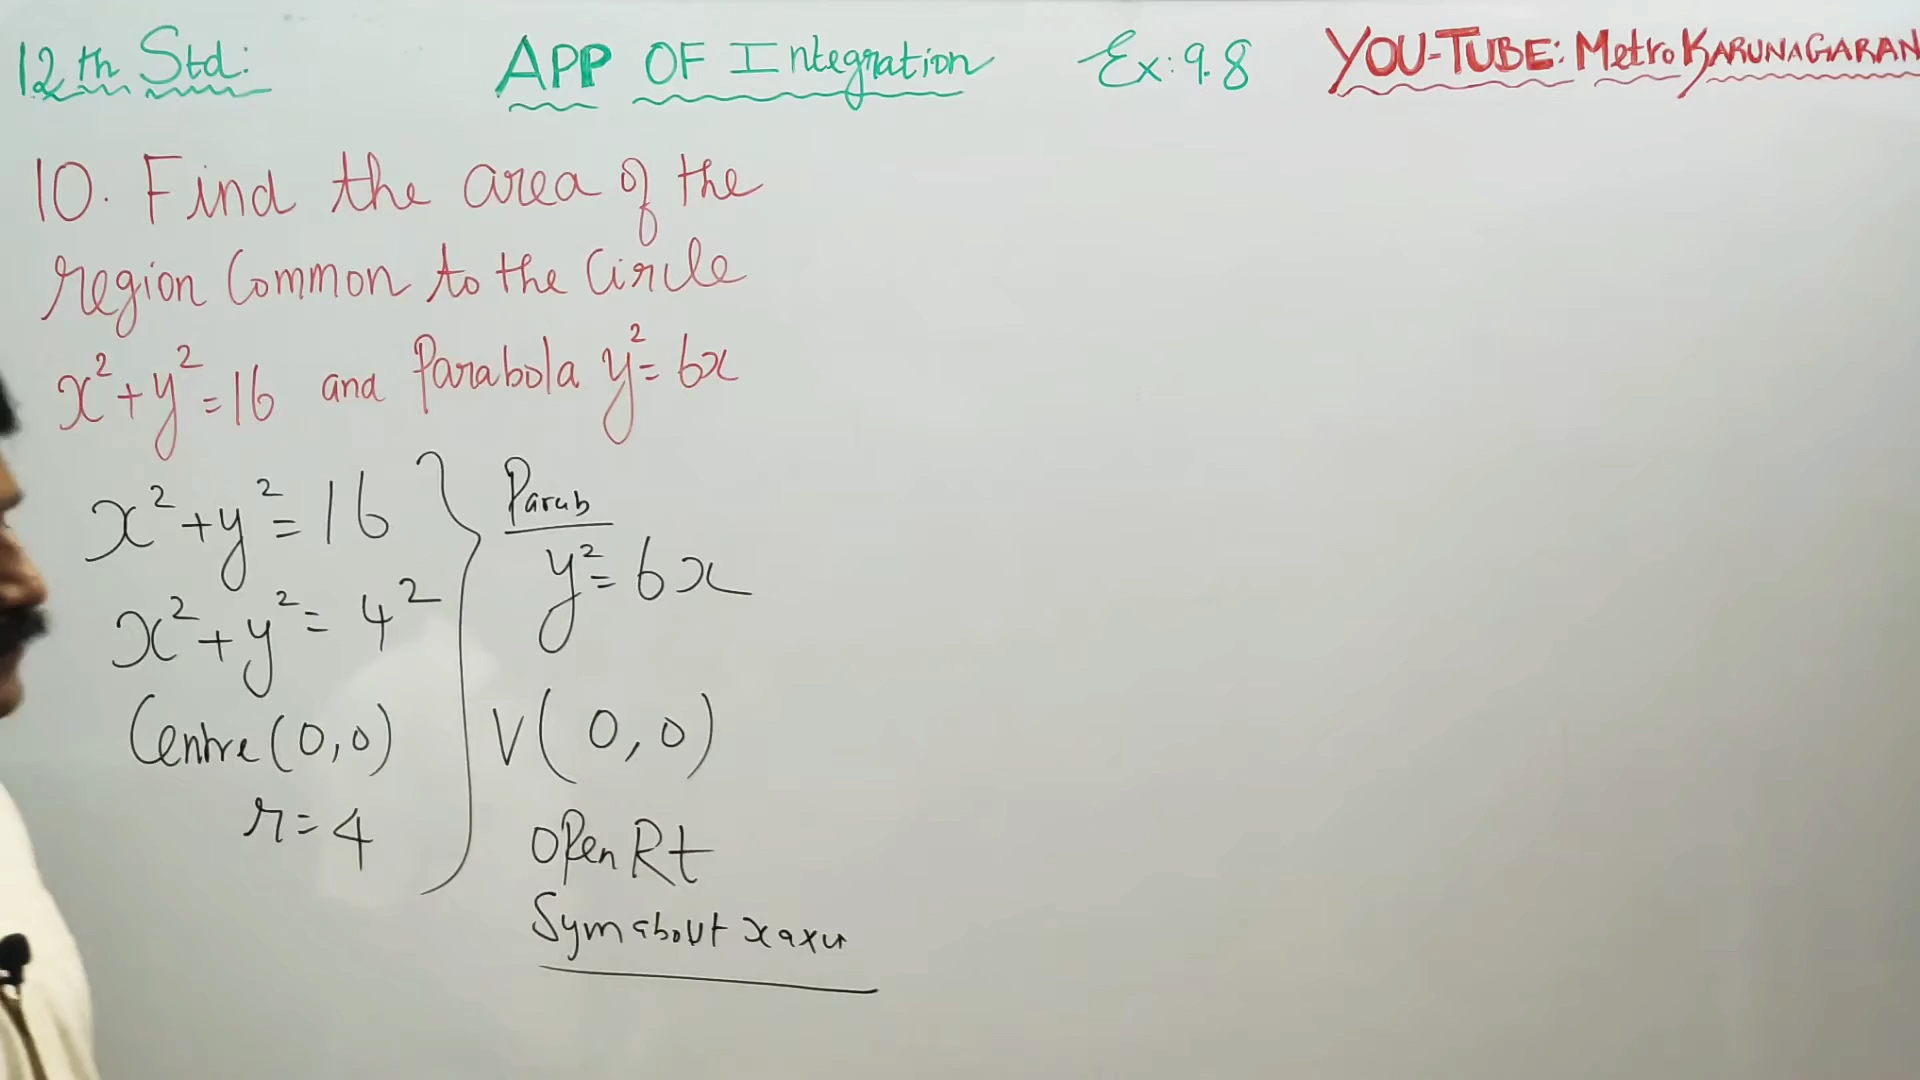 12th Std:
APP OF Integration
Ex: 9.8
YOU-TUBE: Metro KARUNAGARAN
10. Find the area of the
region Common to the Circle
x²+y²=16 and Parabola y²=6x
x²+y²=16
x²+y²=4²
Centre (0,0)
r=4
Parab
y²=6x
V(0,0)
Open Rt
Sym about x axis